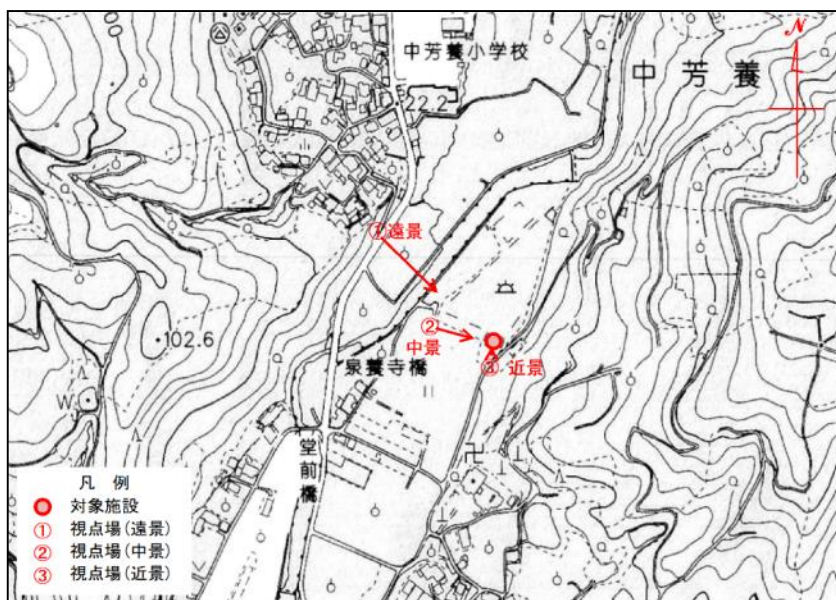 中芳養小学校
中芳養
N
22.2
①遠景
②
中景
③ 近景
102.6
泉養寺橋
W
堂前橋
凡 例
対象施設
① 視点場(遠景)
② 視点場(中景)
③ 視点場(近景)